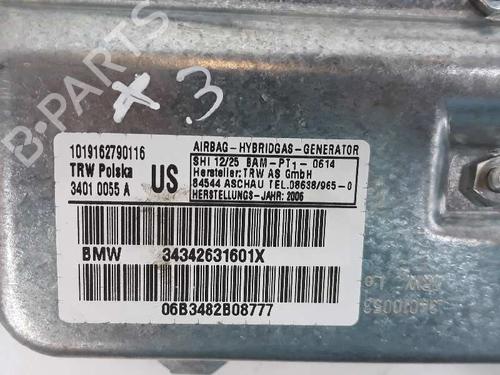 B-PARTS
x3
1019162790116
TRW Polska
3401 0055 A
US
AIRBAG-HYBRIDGAS-GENERATOR
SHI 12/25 BAM-PT1-0614
Hersteller: TRW AS GmbH
84544 ASCHAU TEL.08638/965-0
HERSTELLUNGS-JAHR: 2006
BMW 34342631601X
06B3482B08777